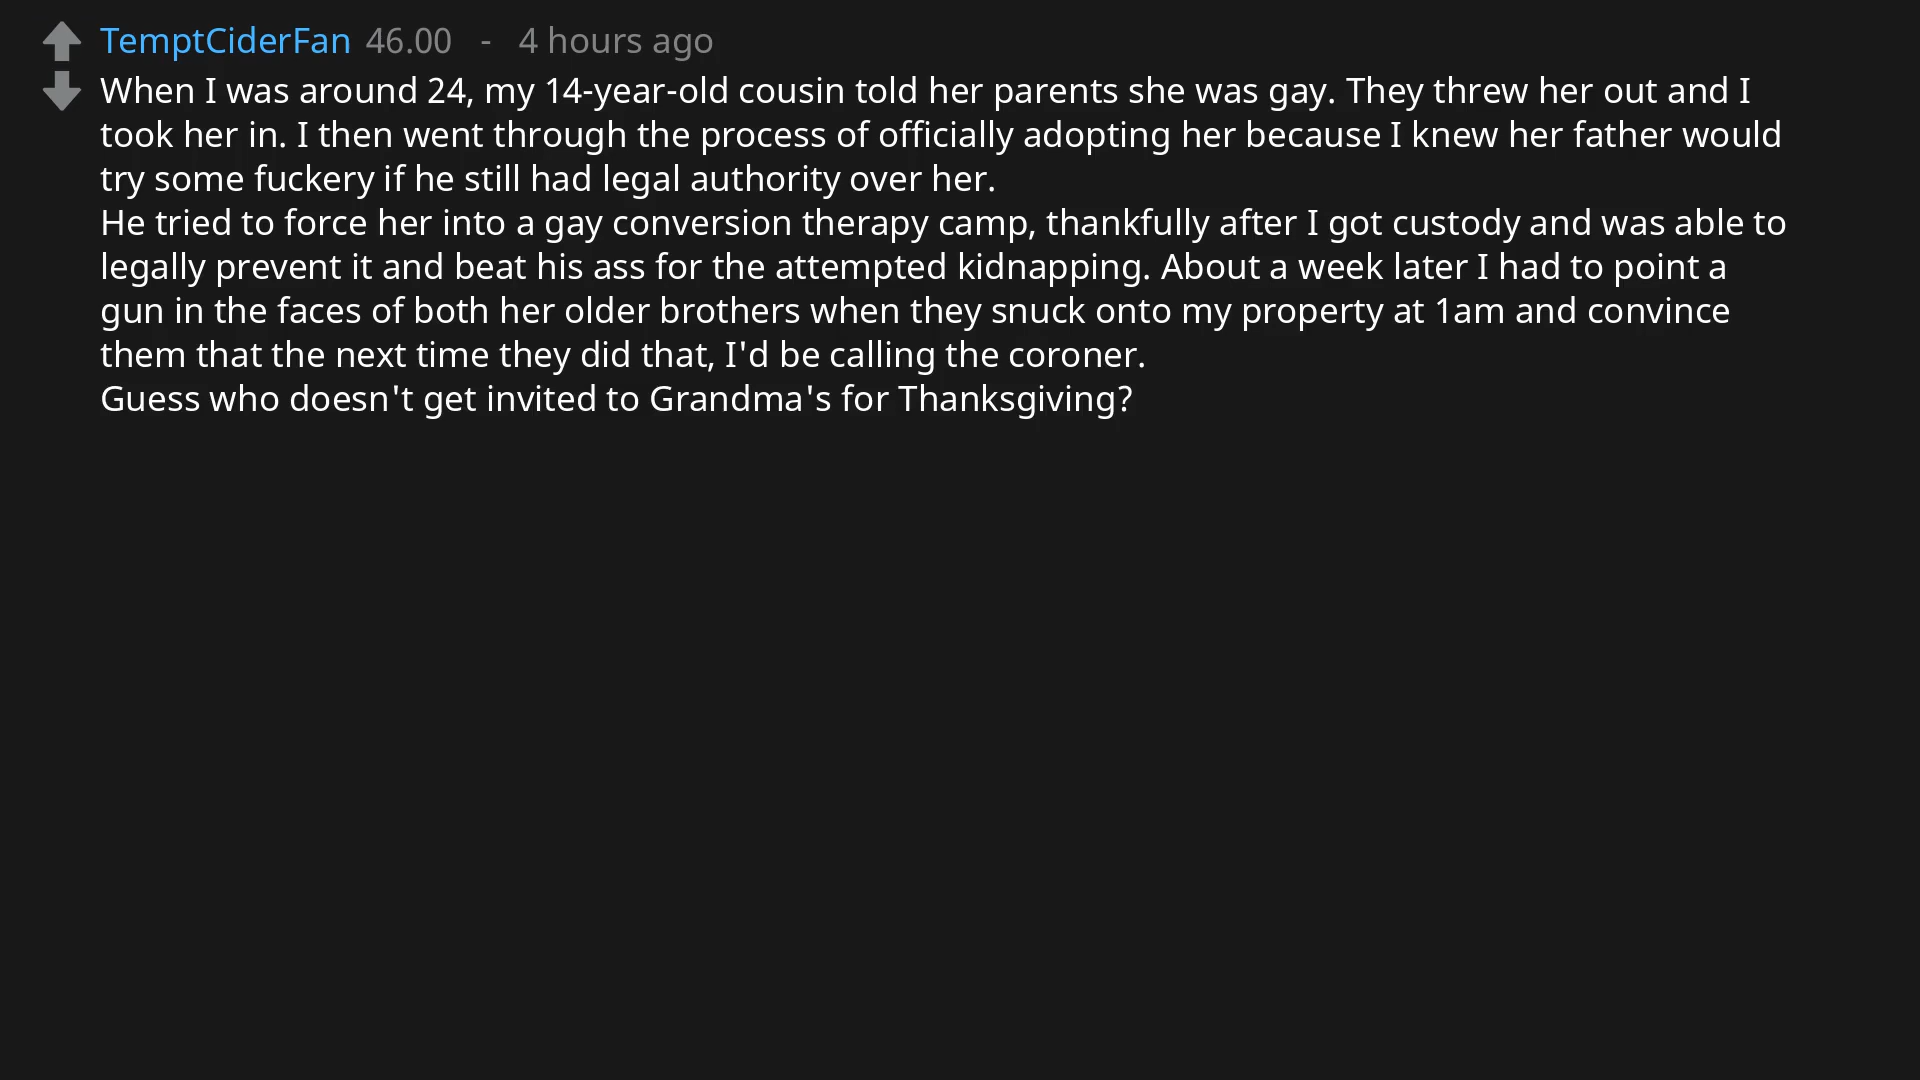 TemptCiderFan 46.00 - 4 hours ago
When I was around 24, my 14-year-old cousin told her parents she was gay. They threw her out and I
took her in. I then went through the process of officially adopting her because I knew her father would
try some fuckery if he still had legal authority over her.
He tried to force her into a gay conversion therapy camp, thankfully after I got custody and was able to
legally prevent it and beat his ass for the attempted kidnapping. About a week later I had to point a
gun in the faces of both her older brothers when they snuck onto my property at 1am and convince
them that the next time they did that, I'd be calling the coroner.
Guess who doesn't get invited to Grandma's for Thanksgiving?